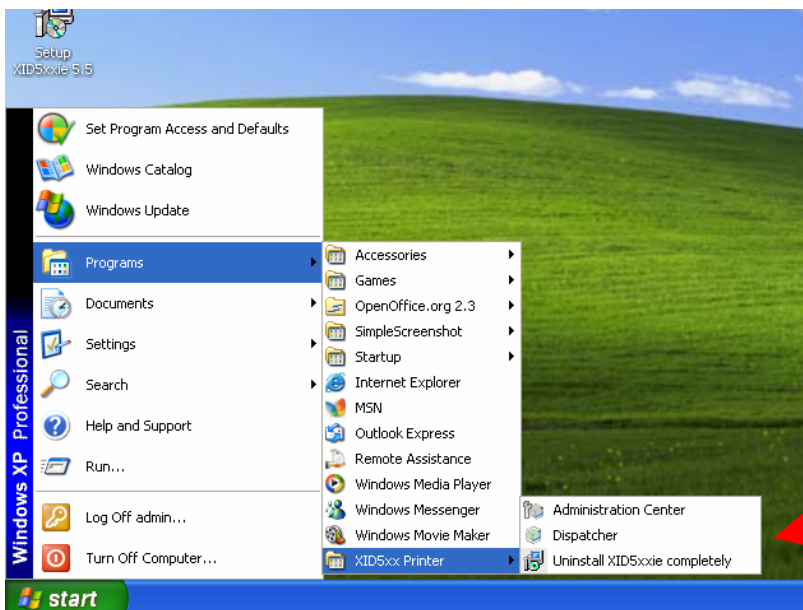 Setup
XID5xxie 5.5
Windows XP Professional
Set Program Access and Defaults
Windows Catalog
Windows Update
Programs
Documents
Settings
Search
Help and Support
Run...
Log Off admin...
Turn Off Computer...
Accessories
Games
OpenOffice.org 2.3
SimpleScreenshot
Startup
Internet Explorer
MSN
Outlook Express
Remote Assistance
Windows Media Player
Windows Messenger
Windows Movie Maker
XID5xx Printer
Administration Center
Dispatcher
Uninstall XID5xxie completely
start